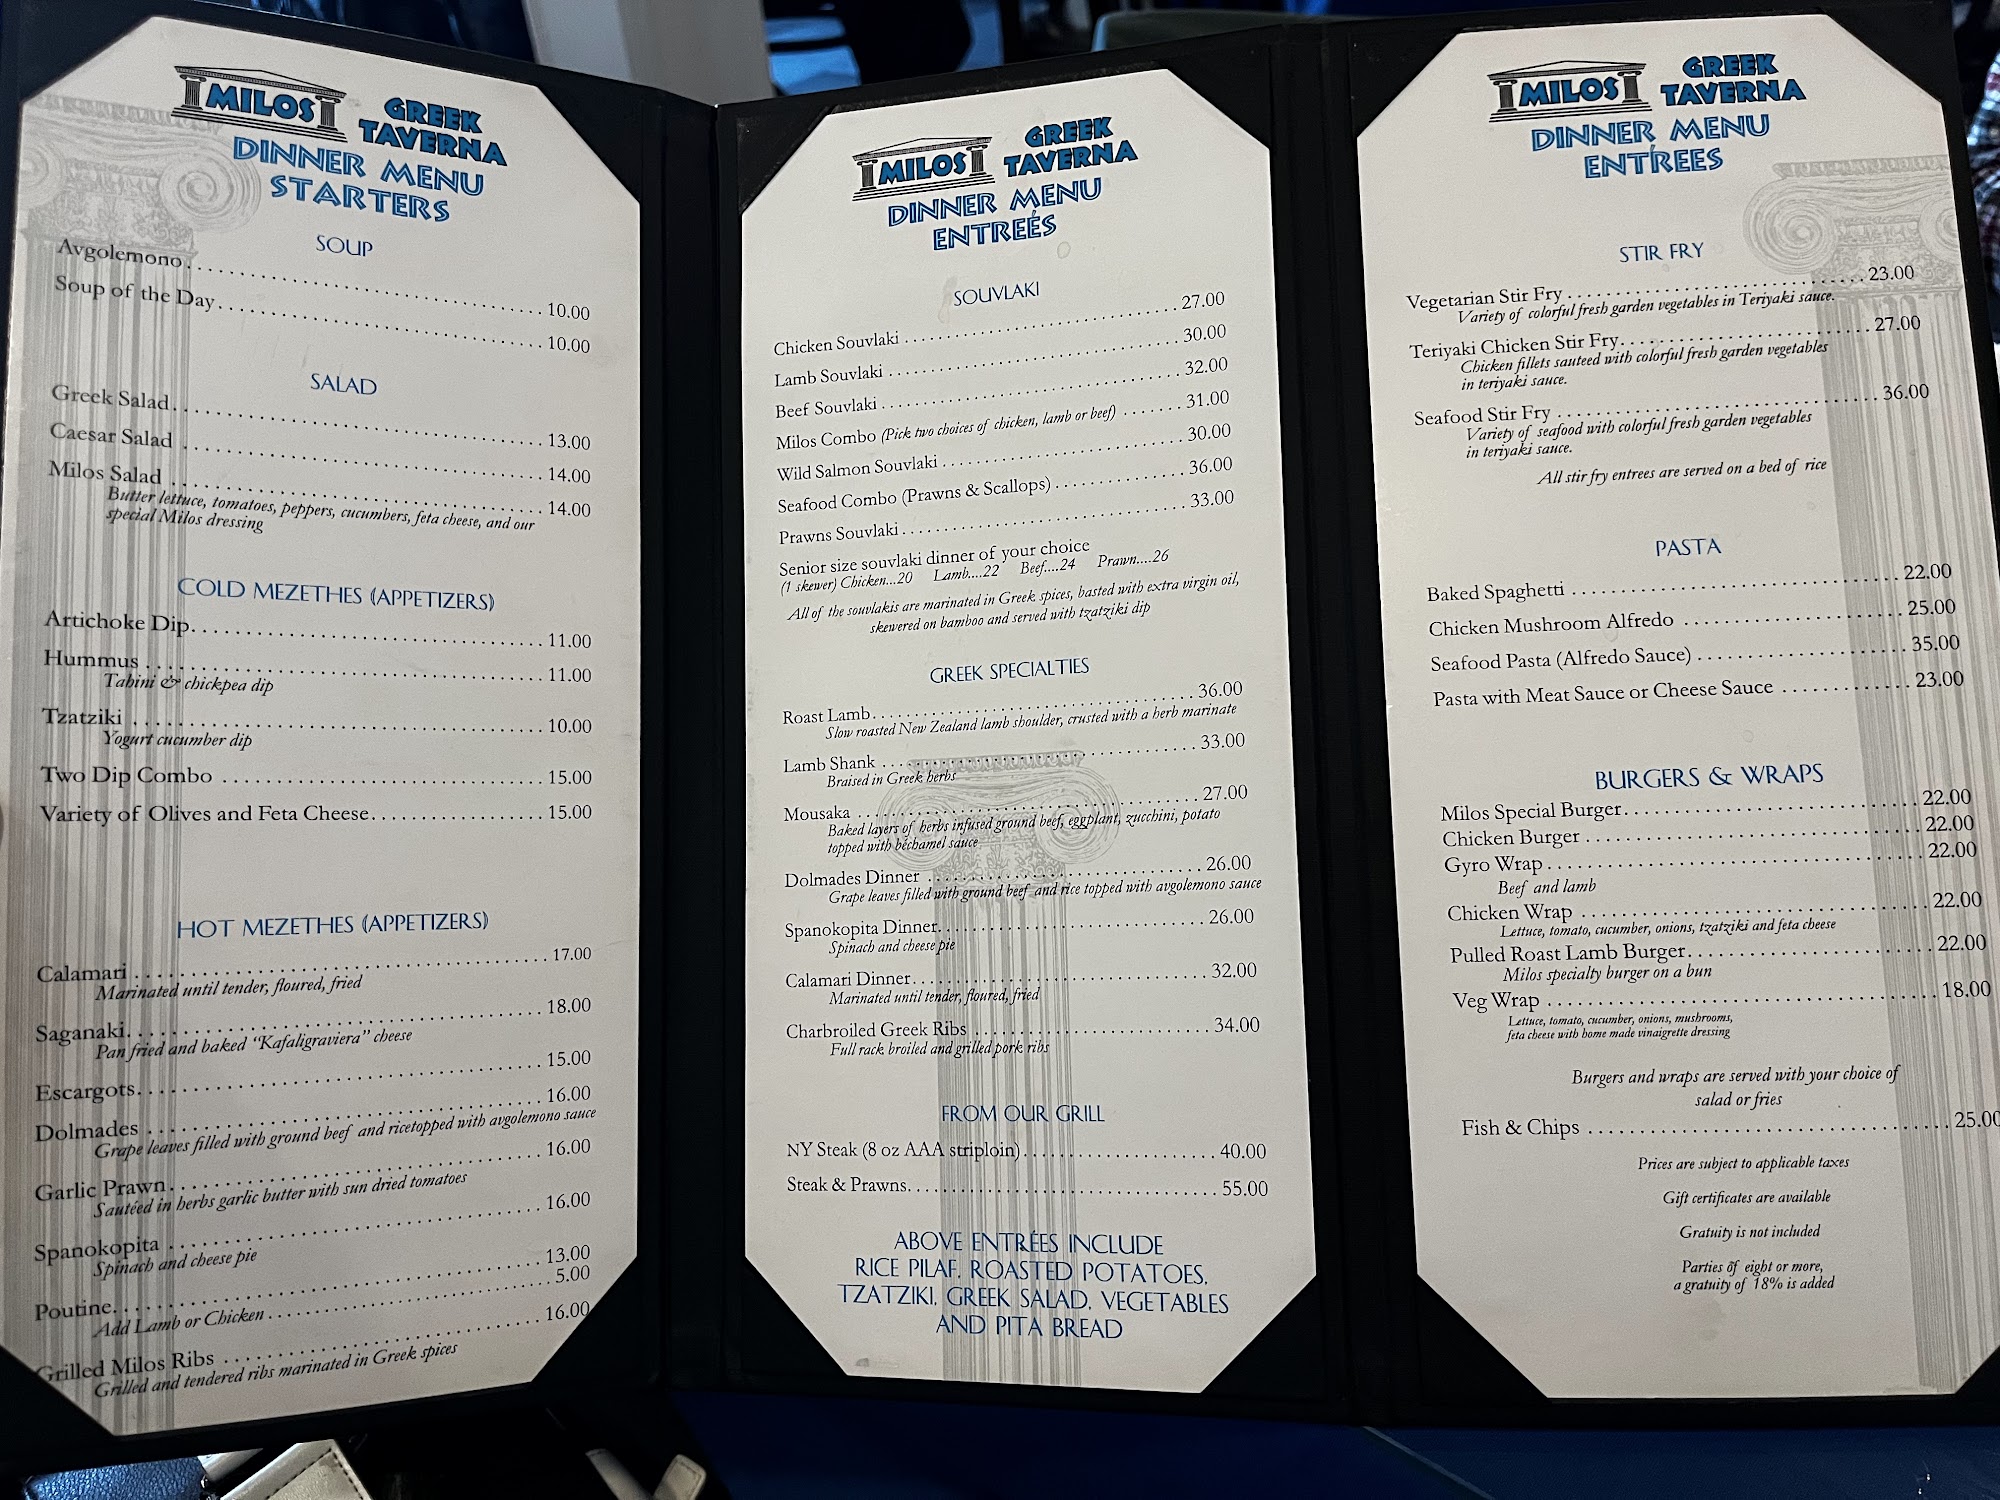 MILOS GREEK TAVERNA
DINNER MENU
STARTERS
SOUP
Avgolemono 10.00
Soup of the Day 10.00
SALAD
Greek Salad 13.00
Caesar Salad 14.00
Milos Salad 14.00
Butter lettuce, tomatoes, peppers, cucumbers, feta cheese, and our
special Milos dressing
COLD MEZETHES (APPETIZERS)
Artichoke Dip 11.00
Hummus 11.00
Tahini & chickpea dip
Tzatziki 10.00
Yogurt cucumber dip
Two Dip Combo 15.00
Variety of Olives and Feta Cheese 15.00
HOT MEZETHES (APPETIZERS)
Calamari 17.00
Marinated until tender, floured, fried
Saganaki 18.00
Pan fried and baked "Kafaligraviera" cheese
Escargots 15.00
Dolmades 16.00
Grape leaves filled with ground beef and ricetopped with avgolemono sauce
Garlic Prawn 16.00
Sautéed in herbs garlic butter with sun dried tomatoes
Spanokopita 16.00
Spinach and cheese pie
Poutine 13.00
Add Lamb or Chicken 5.00
Grilled Milos Ribs 16.00
Grilled and tendered ribs marinated in Greek spices
MILOS GREEK TAVERNA
DINNER MENU
ENTREÉS
SOUVLAKI
Chicken Souvlaki 27.00
Lamb Souvlaki 30.00
Beef Souvlaki 32.00
Milos Combo (Pick two choices of chicken, lamb or beef) 31.00
Wild Salmon Souvlaki 30.00
Seafood Combo (Prawns & Scallops) 36.00
Prawns Souvlaki 33.00
Senior size souvlaki dinner of your choice
(1 skewer) Chicken...20 Lamb....22 Beef....24 Prawn....26
All of the souvlakis are marinated in Greek spices, basted with extra virgin oil,
skewered on bamboo and served with tzatziki dip
GREEK SPECIALTIES
Roast Lamb 36.00
Slow roasted New Zealand lamb shoulder, crusted with a herb marinate
Lamb Shank 33.00
Braised in Greek herbs
Mousaka 27.00
Baked layers of herbs infused ground beef, eggplant, zucchini, potato
topped with béchamel sauce
Dolmades Dinner 26.00
Grape leaves filled with ground beef and rice topped with avgolemono sauce
Spanokopita Dinner 26.00
Spinach and cheese pie
Calamari Dinner 32.00
Marinated until tender, floured, fried
Charbroiled Greek Ribs 34.00
Full rack broiled and grilled pork ribs
FROM OUR GRILL
NY Steak (8 oz AAA striploin) 40.00
Steak & Prawns 55.00
ABOVE ENTRÉES INCLUDE
RICE PILAF, ROASTED POTATOES,
TZATZIKI, GREEK SALAD, VEGETABLES
AND PITA BREAD
MILOS GREEK TAVERNA
DINNER MENU
ENTREES
STIR FRY
Vegetarian Stir Fry 23.00
Variety of colorful fresh garden vegetables in Teriyaki sauce.
Teriyaki Chicken Stir Fry 27.00
Chicken fillets sauteed with colorful fresh garden vegetables
in teriyaki sauce.
Seafood Stir Fry 36.00
Variety of seafood with colorful fresh garden vegetables
in teriyaki sauce.
All stir fry entrees are served on a bed of rice
PASTA
Baked Spaghetti 22.00
Chicken Mushroom Alfredo 25.00
Seafood Pasta (Alfredo Sauce) 35.00
Pasta with Meat Sauce or Cheese Sauce 23.00
BURGERS & WRAPS
Milos Special Burger 22.00
Chicken Burger 22.00
Gyro Wrap 22.00
Beef and lamb
Chicken Wrap 22.00
Lettuce, tomato, cucumber, onions, tzatziki and feta cheese
Pulled Roast Lamb Burger 22.00
Milos specialty burger on a bun
Veg Wrap 18.00
Lettuce, tomato, cucumber, onions, mushrooms,
feta cheese with home made vinaigrette dressing
Burgers and wraps are served with your choice of
salad or fries
Fish & Chips 25.00
Prices are subject to applicable taxes
Gift certificates are available
Gratuity is not included
Parties of eight or more,
a gratuity of 18% is added